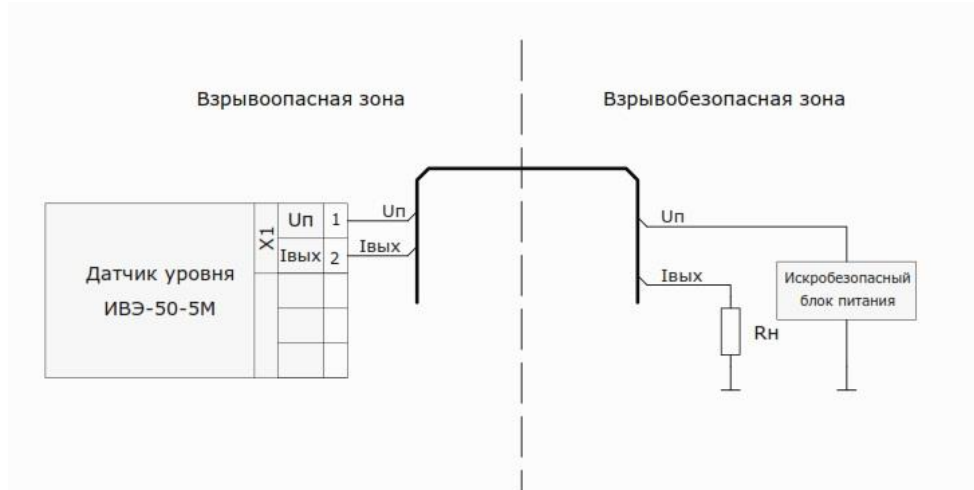 Взрывоопасная зона
Взрывобезопасная зона
Датчик уровня
ИВЭ-50-5М
X1
Uп 1
Iвых 2
Uп
Iвых
Uп
Iвых
Rн
Искробезопасный
блок питания